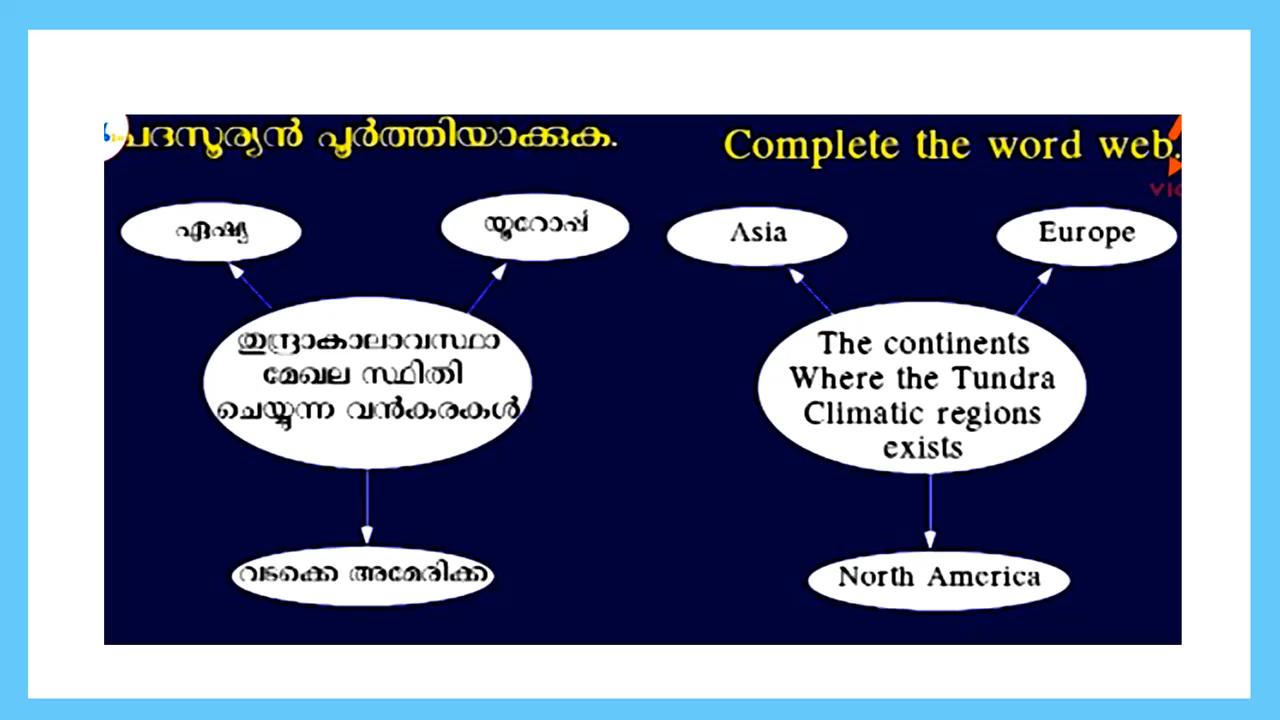 പദസൂര്യൻ പൂർത്തിയാക്കുക.
ഏഷ്യ
യൂറോപ്പ്
തുന്ദ്രാകാലാവസ്ഥാ
മേഖല സ്ഥിതി
ചെയ്യുന്ന വൻകരകൾ
വടക്കെ അമേരിക്ക
Complete the word web.
Asia
Europe
The continents
Where the Tundra
Climatic regions
exists
North America